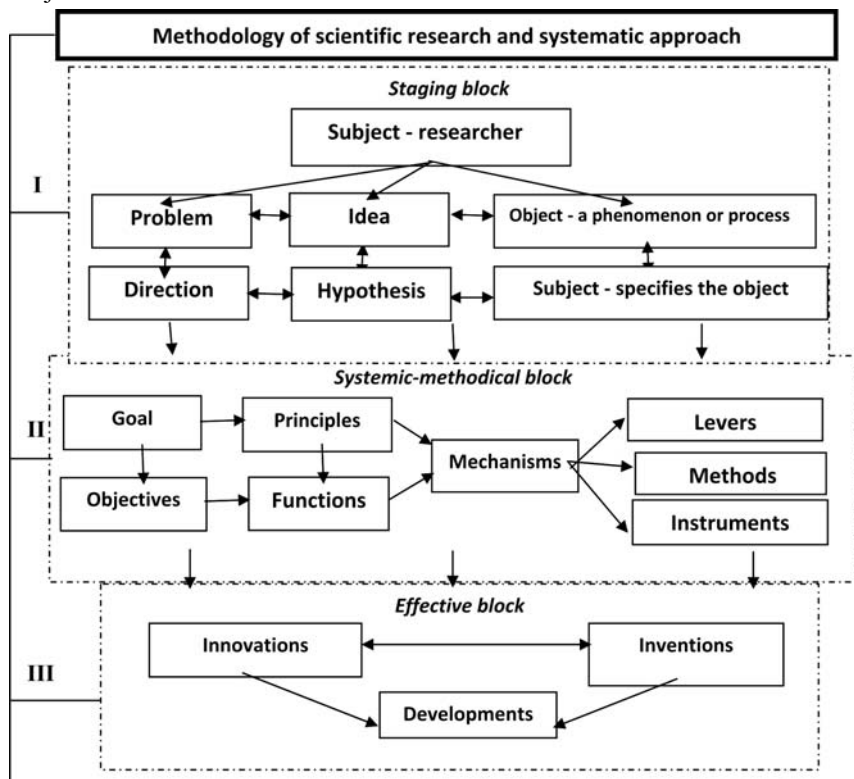 Methodology of scientific research and systematic approach
Staging block
Subject - researcher
I
Problem
Idea
Object - a phenomenon or process
Direction
Hypothesis
Subject - specifies the object
Systemic-methodical block
II
Goal
Principles
Levers
Mechanisms
Methods
Objectives
Functions
Instruments
Effective block
Innovations
Inventions
III
Developments